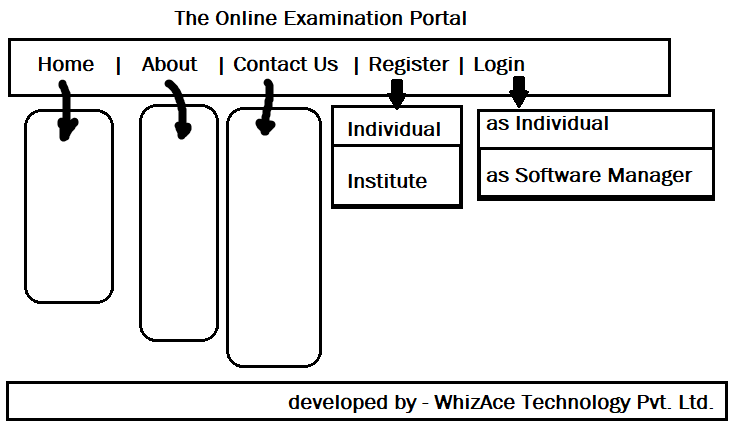 The Online Examination Portal
Home | About | Contact Us | Register | Login
Individual
Institute
as Individual
as Software Manager
developed by - WhizAce Technology Pvt. Ltd.